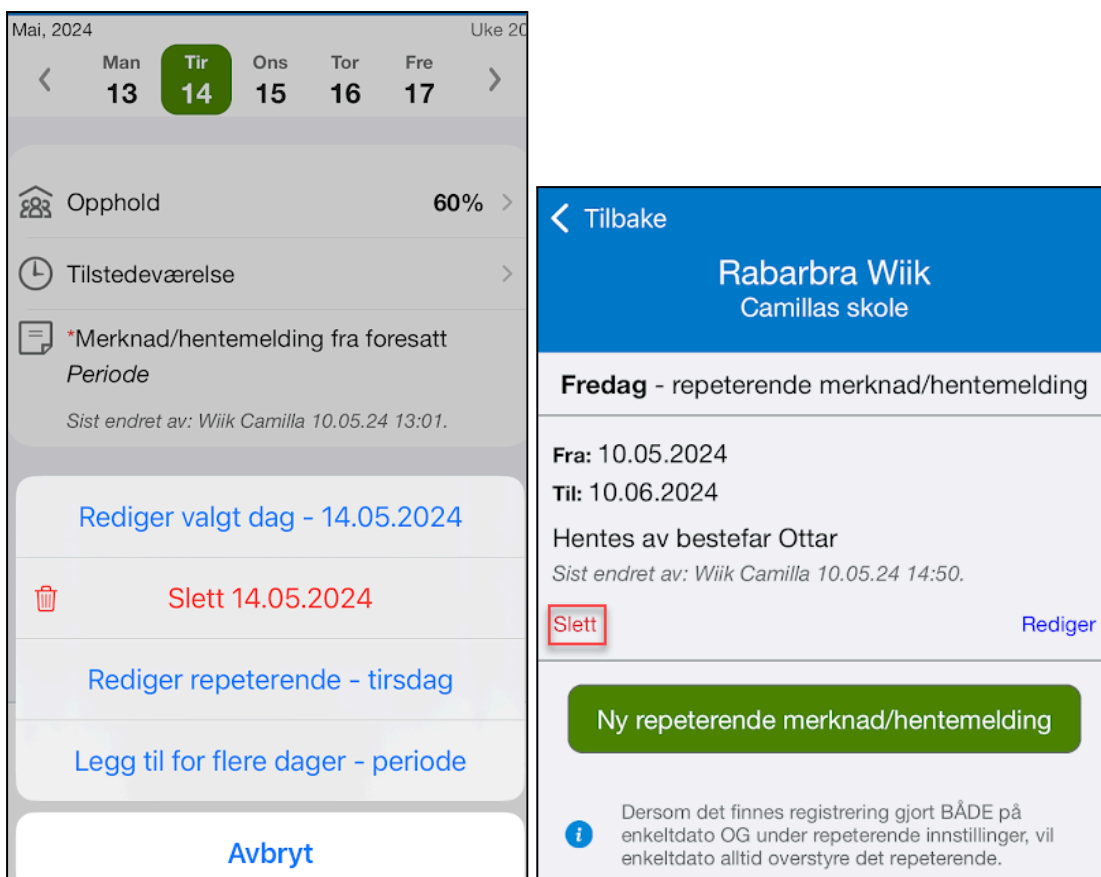 Mai, 2024
Uke 20
Man
Tir
Ons
Tor
Fre
13
14
15
16
17
Opphold
60%
Tilstedeværelse
*Merknad/hentemelding fra foresatt
Periode
Sist endret av: Wiik Camilla 10.05.24 13:01.
Rediger valgt dag - 14.05.2024
Slett 14.05.2024
Rediger repeterende - tirsdag
Legg til for flere dager - periode
Avbryt
Tilbake
Rabarbra Wiik
Camillas skole
Fredag - repeterende merknad/hentemelding
Fra: 10.05.2024
Til: 10.06.2024
Hentes av bestefar Ottar
Sist endret av: Wiik Camilla 10.05.24 14:50.
Slett
Rediger
Ny repeterende merknad/hentemelding
Dersom det finnes registrering gjort BÅDE på
enkeltdato OG under repeterende innstillinger, vil
enkeltdato alltid overstyre det repeterende.